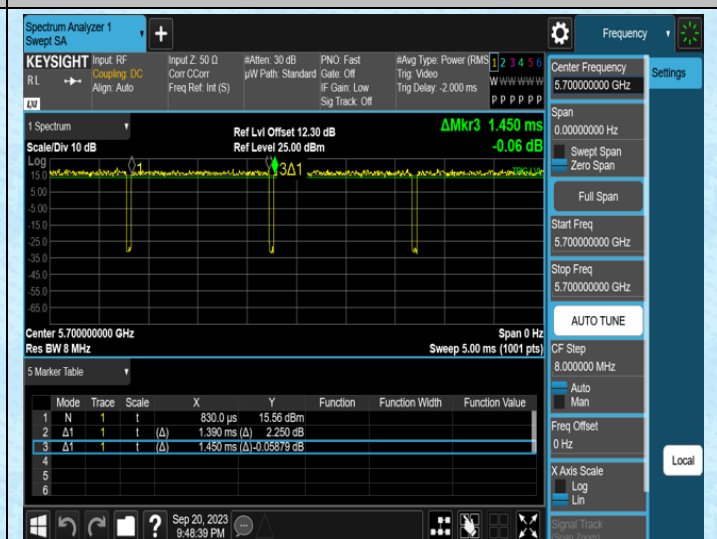 Spectrum Analyzer 1
Swept SA
Frequency
KEYSIGHT
RL
LXI
Input: RF
Coupling: DC
Align: Auto
Input Z: 50 Ω
Corr CCorr
Freq Ref: Int (S)
#Atten: 30 dB
µW Path: Standard
PNO: Fast
Gate: Off
IF Gain: Low
Sig Track: Off
#Avg Type: Power (RMS
Trig: Video
Trig Delay: -2.000 ms
1 2 3 4 5 6
W W W W W W
P P P P P P
Center Frequency
5.700000000 GHz
Settings
1 Spectrum
Scale/Div 10 dB
Ref Lvl Offset 12.30 dB
Ref Level 25.00 dBm
ΔMkr3 1.450 ms
-0.06 dB
Log
15.0
5.00
-5.00
-15.0
-25.0
-35.0
-45.0
-55.0
-65.0
1
3Δ1
Center 5.700000000 GHz
Res BW 8 MHz
Span 0 Hz
Sweep 5.00 ms (1001 pts)
Span
0.00000000 Hz
Swept Span
Zero Span
Full Span
Start Freq
5.700000000 GHz
Stop Freq
5.700000000 GHz
AUTO TUNE
CF Step
8.000000 MHz
Auto
Man
Freq Offset
0 Hz
X Axis Scale
Log
Lin
Signal Track
(Span Zoom)
Local
5 Marker Table
Mode Trace Scale X Y Function Function Width Function Value
1 N 1 t 830.0 µs 15.56 dBm
2 Δ1 1 t (Δ) 1.390 ms (Δ) 2.250 dB
3 Δ1 1 t (Δ) 1.450 ms (Δ) -0.05879 dB
4
5
6
?
Sep 20, 2023
9:48:39 PM